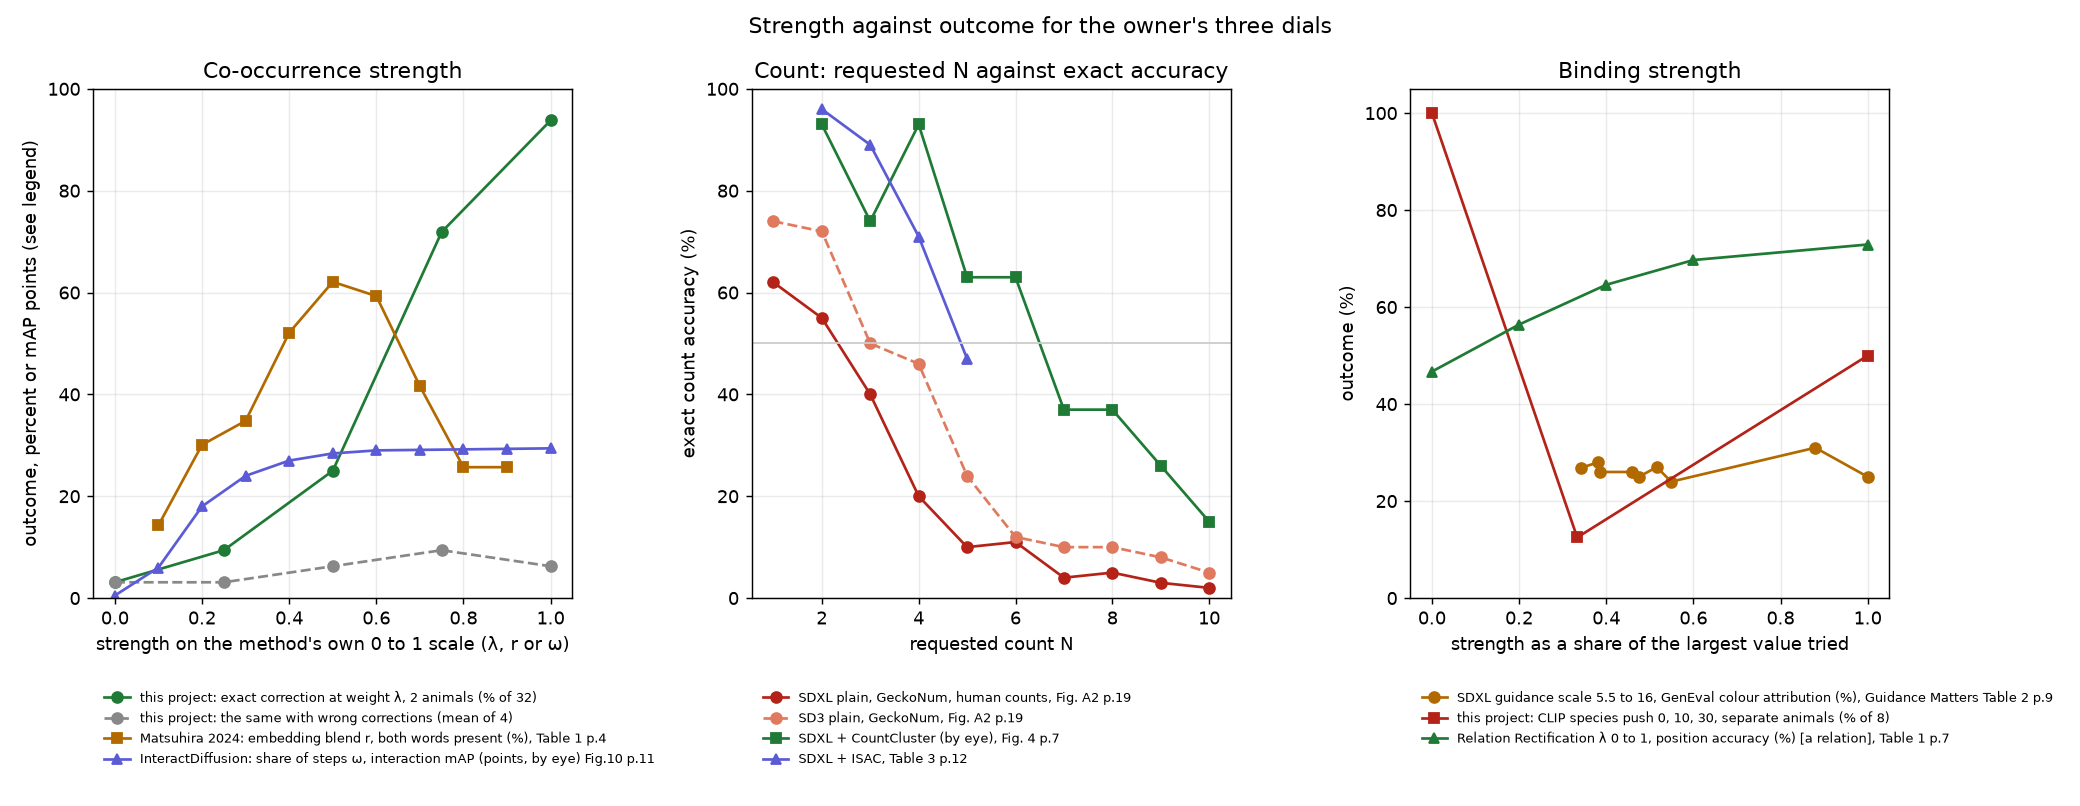 Strength against outcome for the owner's three dials
Co-occurrence strength
outcome, percent or mAP points (see legend)
100
80
60
40
20
0
0.0 0.2 0.4 0.6 0.8 1.0
strength on the method's own 0 to 1 scale (λ, r or ω)
this project: exact correction at weight λ, 2 animals (% of 32)
this project: the same with wrong corrections (mean of 4)
Matsuhira 2024: embedding blend r, both words present (%), Table 1 p.4
InteractDiffusion: share of steps ω, interaction mAP (points, by eye) Fig.10 p.11
Count: requested N against exact accuracy
exact count accuracy (%)
100
80
60
40
20
0
2 4 6 8 10
requested count N
SDXL plain, GeckoNum, human counts, Fig. A2 p.19
SD3 plain, GeckoNum, Fig. A2 p.19
SDXL + CountCluster (by eye), Fig. 4 p.7
SDXL + ISAC, Table 3 p.12
Binding strength
outcome (%)
100
80
60
40
20
0
0.0 0.2 0.4 0.6 0.8 1.0
strength as a share of the largest value tried
SDXL guidance scale 5.5 to 16, GenEval colour attribution (%), Guidance Matters Table 2 p.9
this project: CLIP species push 0, 10, 30, separate animals (% of 8)
Relation Rectification λ 0 to 1, position accuracy (%) [a relation], Table 1 p.7